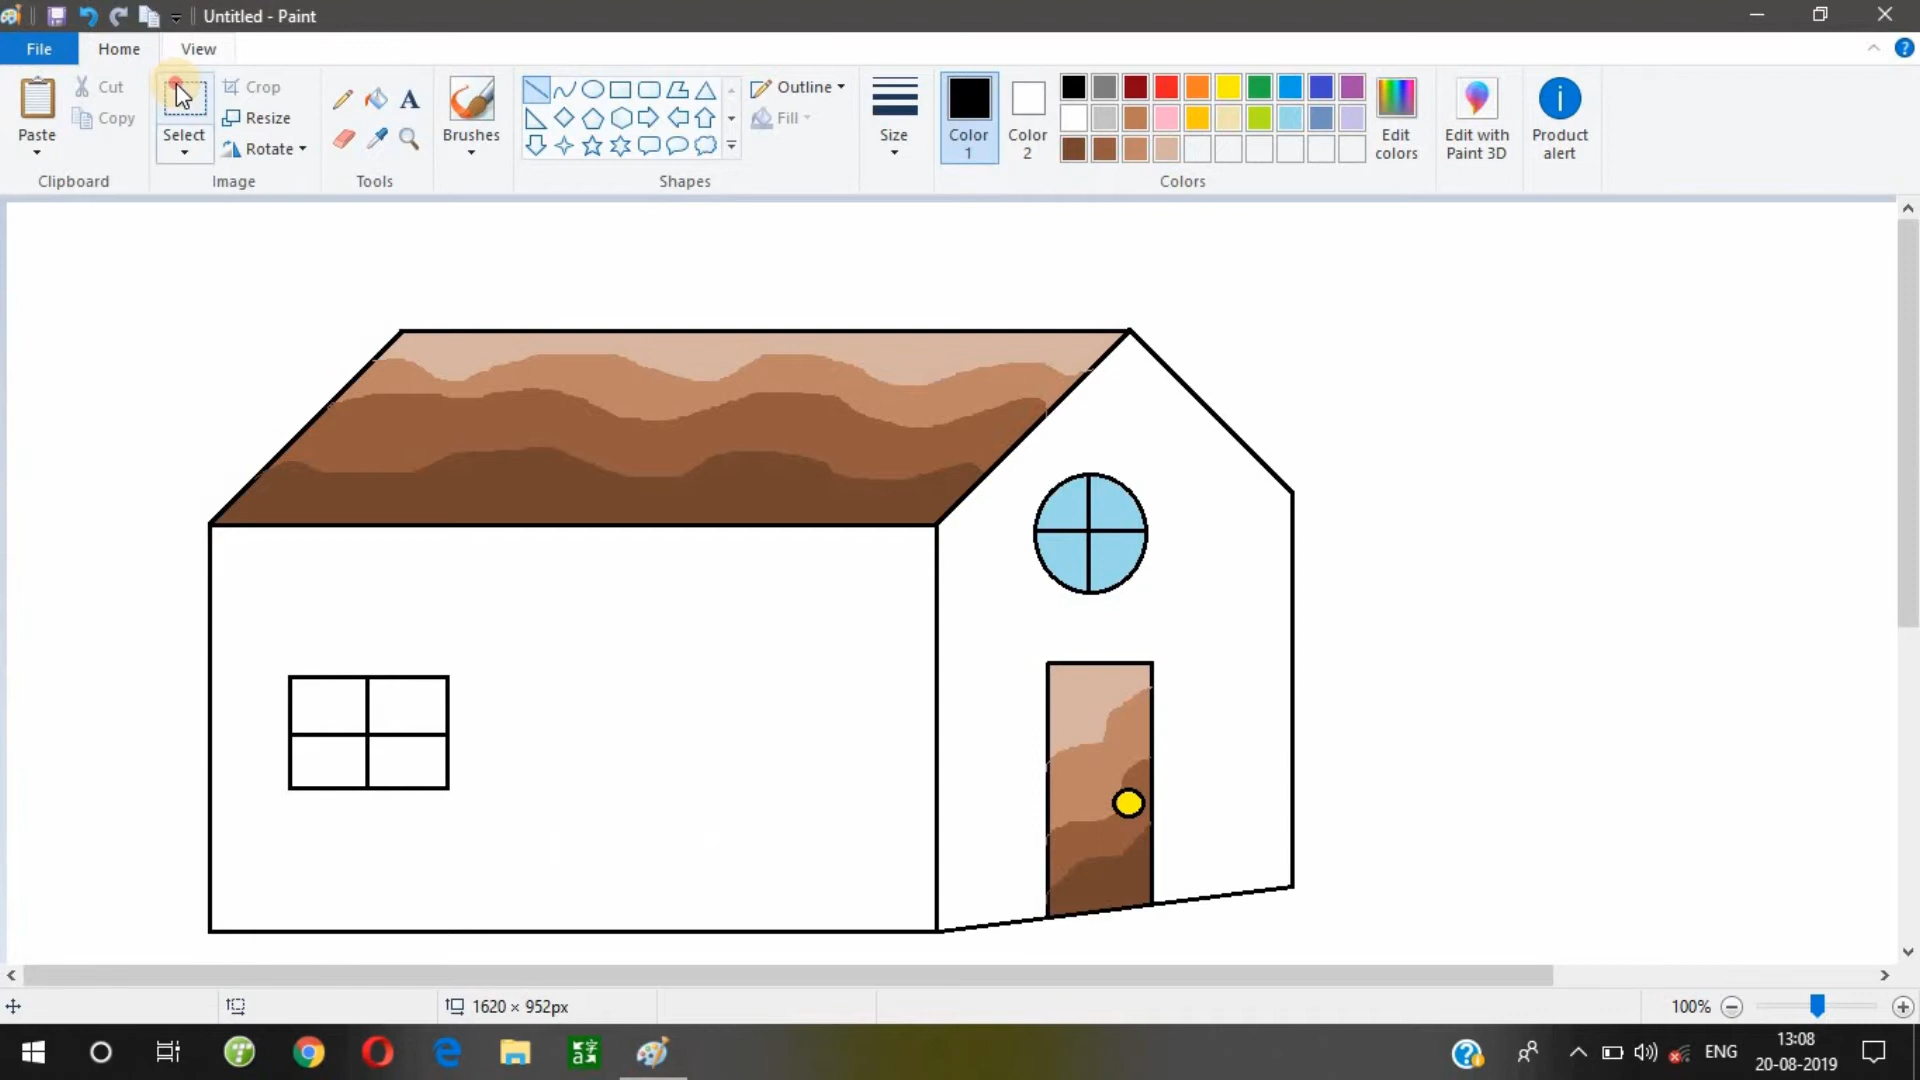 Untitled - Paint
File Home View
Paste
Cut
Copy
Clipboard
Select
Crop
Resize
Rotate
Image
A
Tools
Brushes
Outline
Fill
Shapes
Size
Color 1
Color 2
Edit colors
Colors
Edit with Paint 3D
Product alert
1620 × 952px
100%
ENG
13:08
20-08-2019